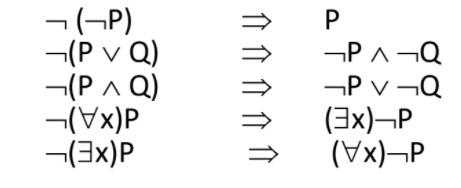 ¬ (¬P) ⇒ P
¬(P ∨ Q) ⇒ ¬P ∧ ¬Q
¬(P ∧ Q) ⇒ ¬P ∨ ¬Q
¬(∀x)P ⇒ (∃x)¬P
¬(∃x)P ⇒ (∀x)¬P